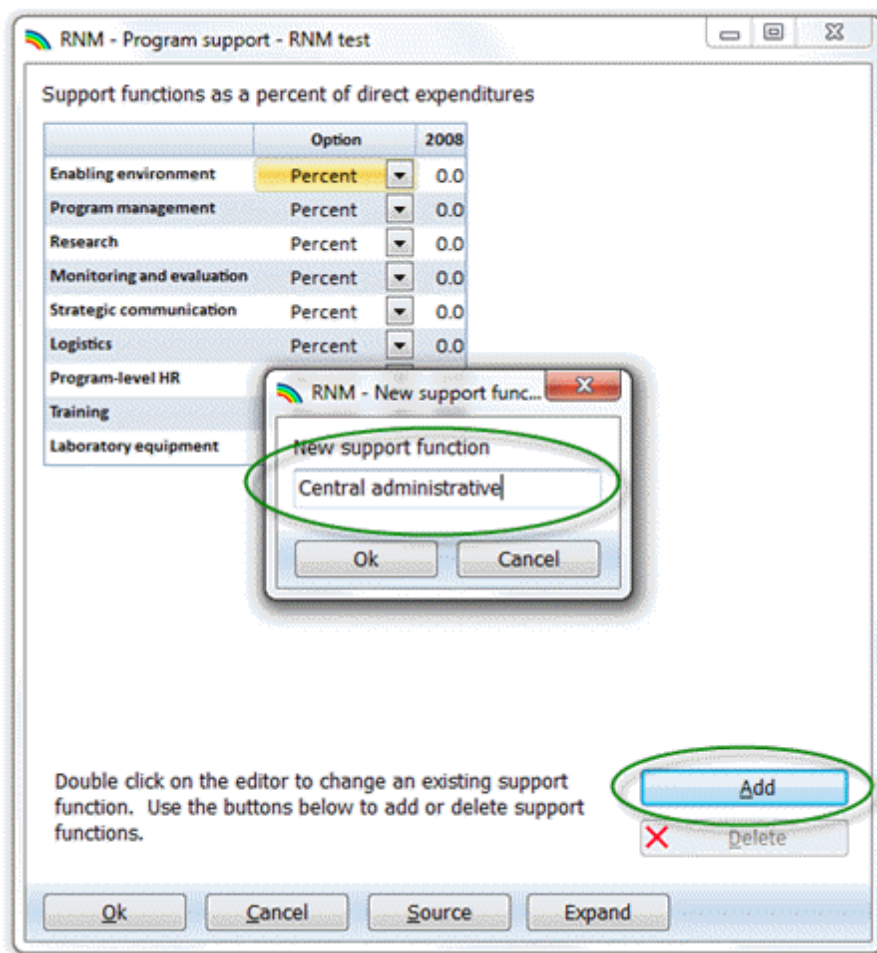 RNM - Program support - RNM test
Support functions as a percent of direct expenditures
Option 2008
Enabling environment Percent 0.0
Program management Percent 0.0
Research Percent 0.0
Monitoring and evaluation Percent 0.0
Strategic communication Percent 0.0
Logistics Percent 0.0
Program-level HR
Training
Laboratory equipment
RNM - New support func...
New support function
Central administrative
Ok Cancel
Double click on the editor to change an existing support
function. Use the buttons below to add or delete support
functions.
Add
Delete
Ok Cancel Source Expand